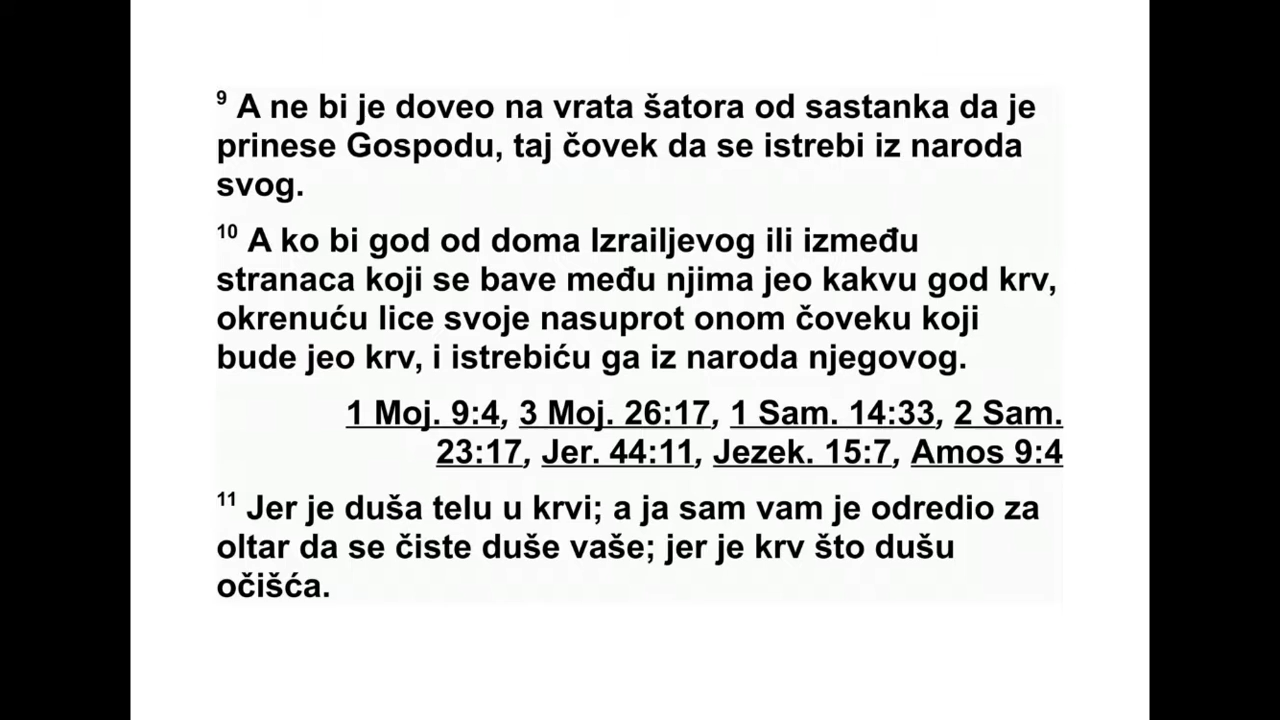 9 A ne bi je doveo na vrata šatora od sastanka da je
prinese Gospodu, taj čovek da se istrebi iz naroda
svog.
10 A ko bi god od doma Izrailjevog ili između
stranaca koji se bave među njima jeo kakvu god krv,
okrenuću lice svoje nasuprot onom čoveku koji
bude jeo krv, i istrebiću ga iz naroda njegovog.
1 Moj. 9:4, 3 Moj. 26:17, 1 Sam. 14:33, 2 Sam.
23:17, Jer. 44:11, Jezek. 15:7, Amos 9:4
11 Jer je duša telu u krvi; a ja sam vam je odredio za
oltar da se čiste duše vaše; jer je krv što dušu
očišća.